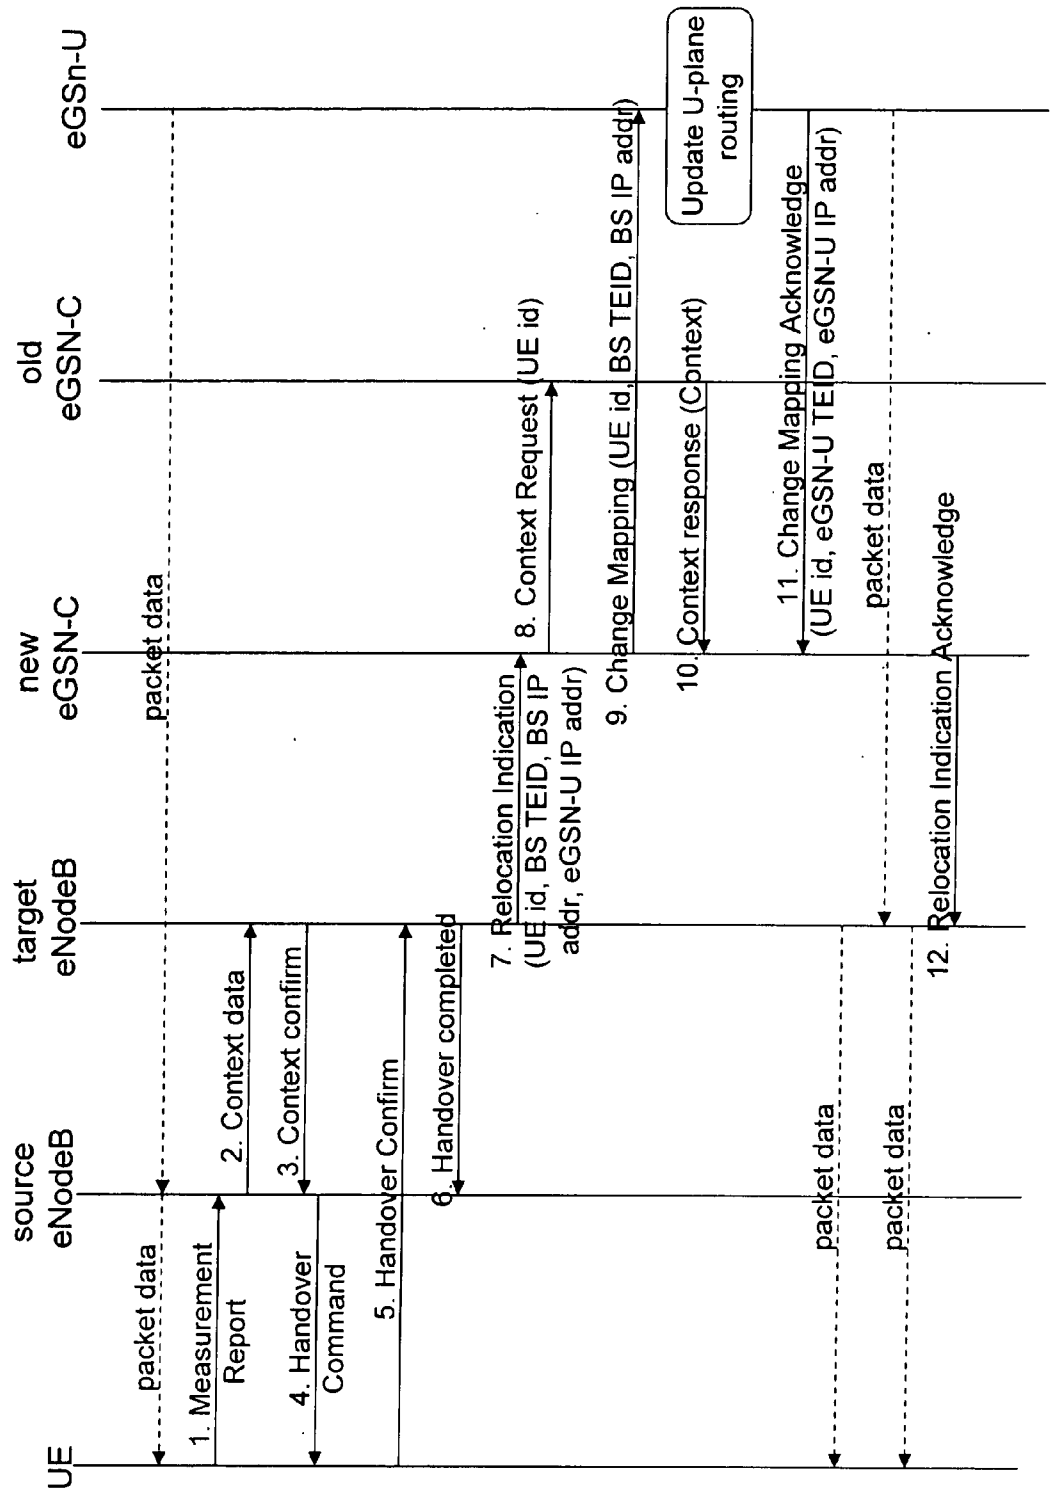 UE
source
eNodeB
target
eNodeB
new
eGSN-C
old
eGSN-C
eGSn-U
packet data
packet data
1. Measurement
Report
2. Context data
3. Context confirm
4. Handover
Command
5. Handover Confirm
6. Handover completed
7. Relocation Indication
(UE id, BS TEID, BS IP
addr, eGSN-U IP addr)
8. Context Request (UE id)
9. Change Mapping (UE id, BS TEID, BS IP addr)
10. Context response (Context)
Update U-plane
routing
11. Change Mapping Acknowledge
(UE id, eGSN-U TEID, eGSN-U IP addr)
packet data
packet data
packet data
12. Relocation Indication Acknowledge